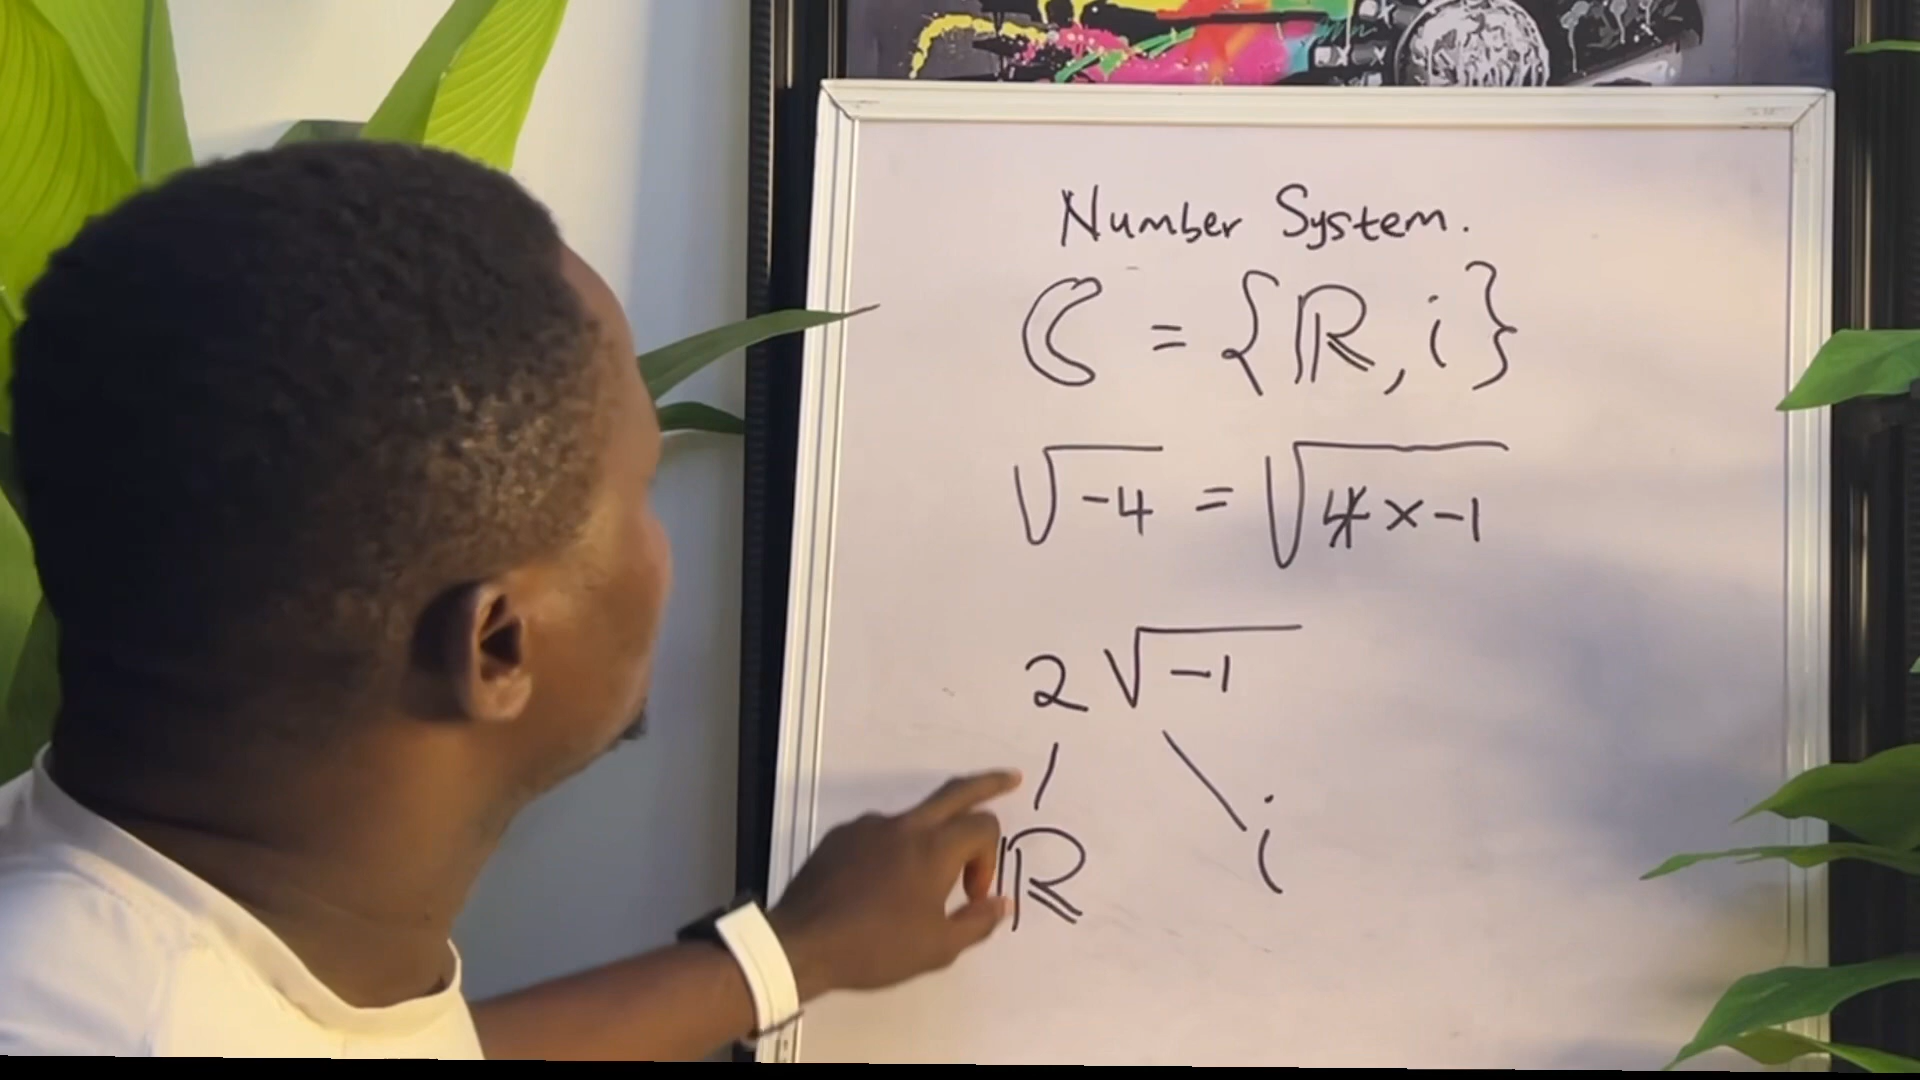 Number System.
ℂ = {ℝ, i}
√-4 = √4 x -1
2 √-1
ℝ i